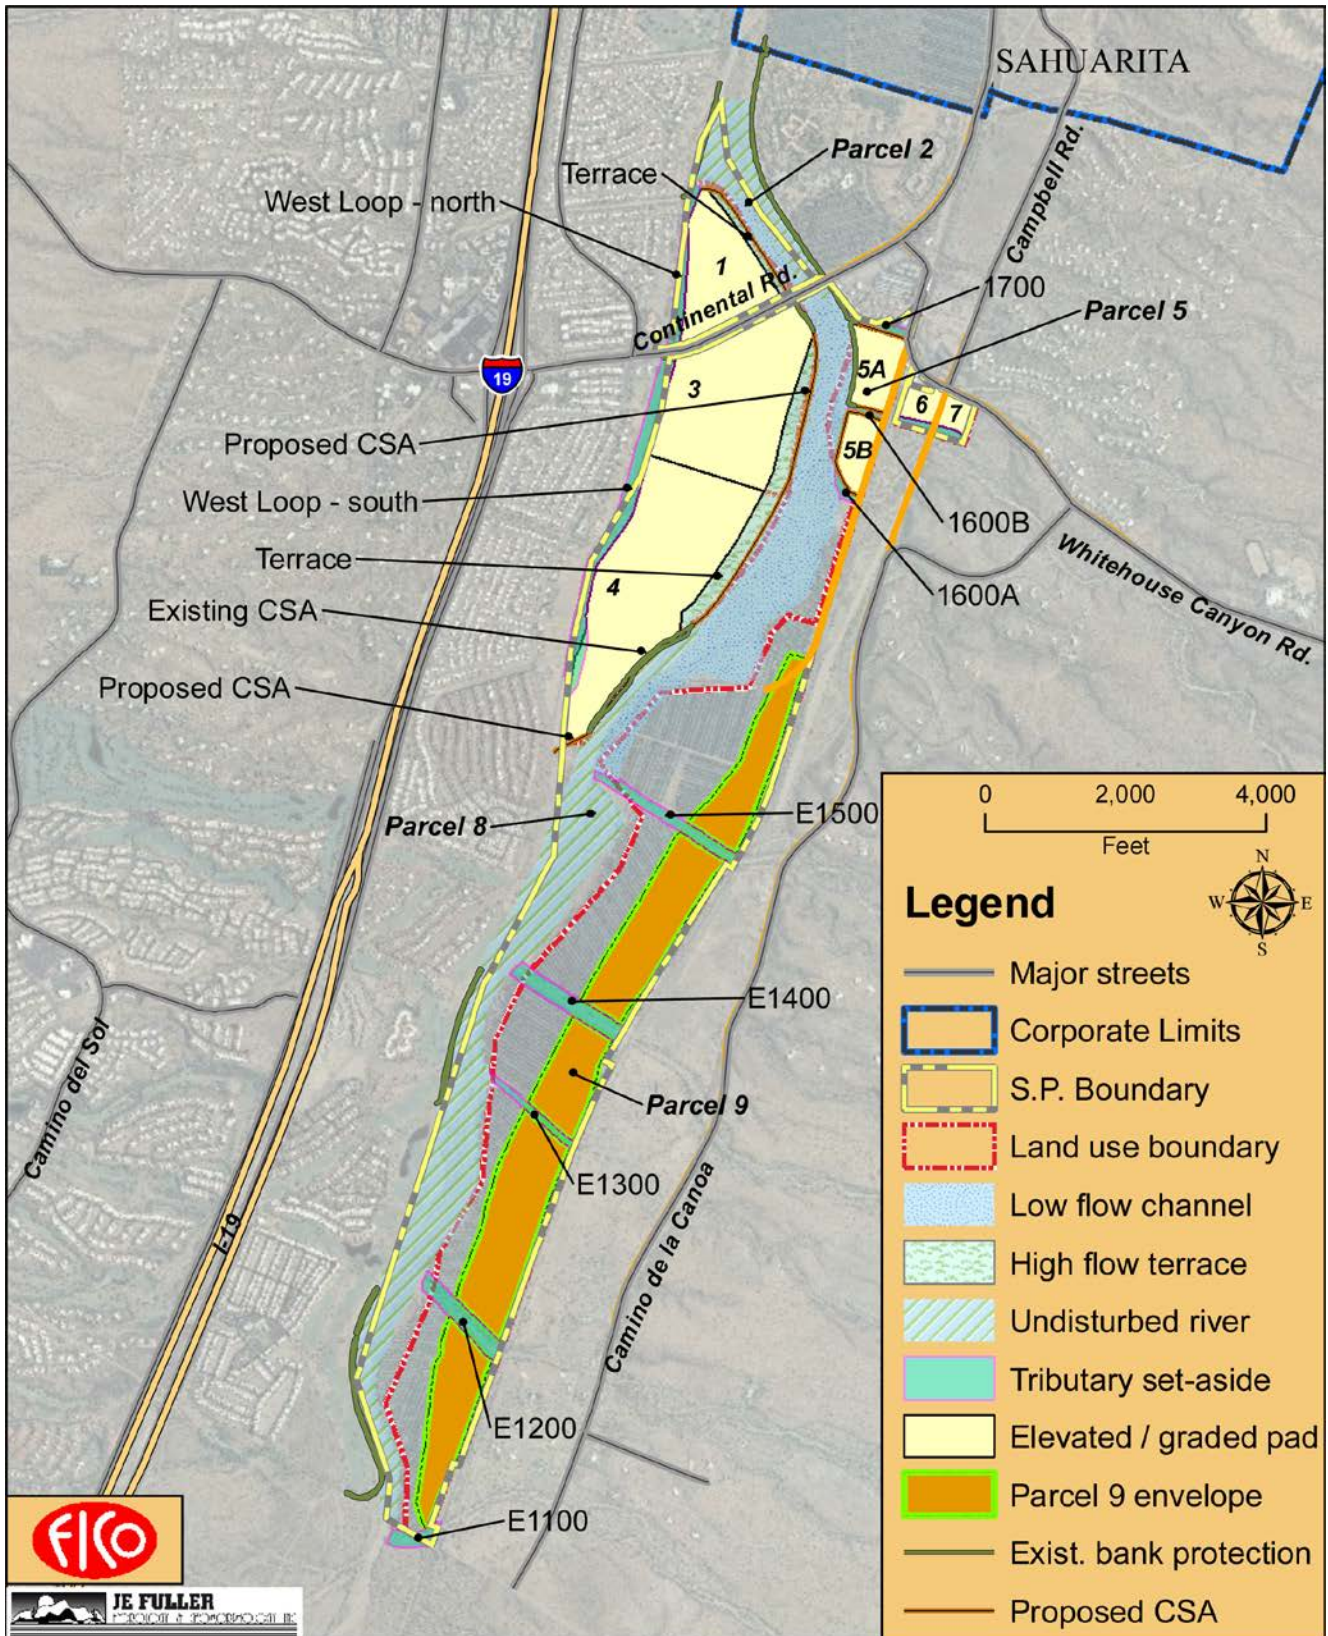 SAHUARITA
Campbell Rd.
Parcel 2
Terrace
West Loop - north
1
Continental Rd.
1700
Parcel 5
19
5A
3
6
7
Proposed CSA
5B
West Loop - south
1600B
Whitehouse Canyon Rd.
Terrace
1600A
4
Existing CSA
Proposed CSA
Parcel 8
E1500
E1400
Parcel 9
Camino del Sol
E1300
I-19
Camino de la Canoa
E1200
E1100
0 2,000 4,000
Feet
N
W E
S
Legend
Major streets
Corporate Limits
S.P. Boundary
Land use boundary
Low flow channel
High flow terrace
Undisturbed river
Tributary set-aside
Elevated / graded pad
Parcel 9 envelope
Exist. bank protection
Proposed CSA
FICO
JE FULLER